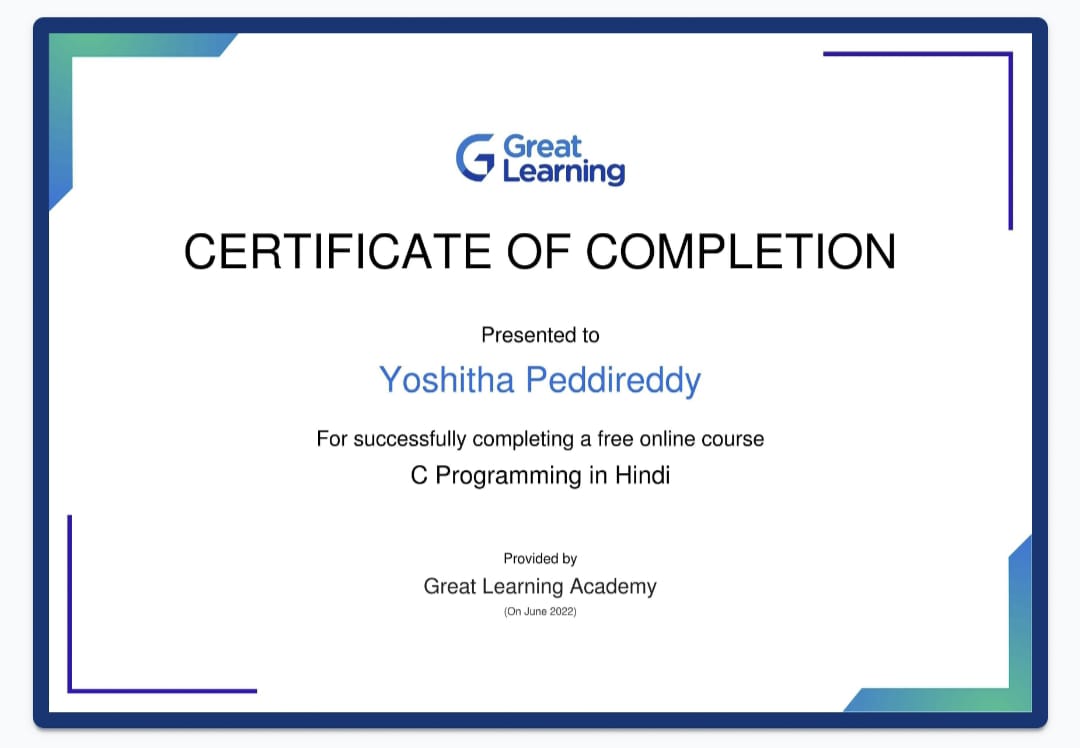 Great
Learning
CERTIFICATE OF COMPLETION
Presented to
Yoshitha Peddireddy
For successfully completing a free online course
C Programming in Hindi
Provided by
Great Learning Academy
(On June 2022)